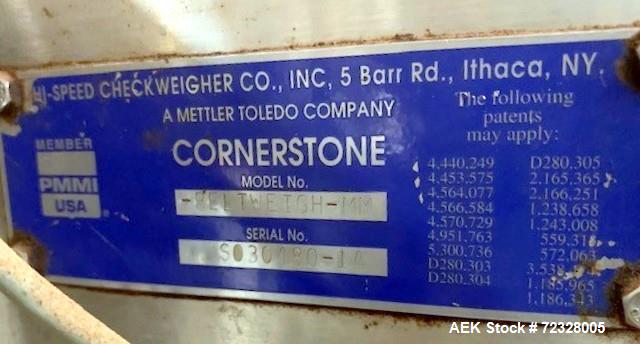 HI-SPEED CHECKWEIGHER CO., INC, 5 Barr Rd., Ithaca, NY.
A METTLER TOLEDO COMPANY
CORNERSTONE
MODEL No.
-BELTWEIGH-MM
SERIAL No.
MEMBER
PMMI
USA
The following
patents
may apply:
4,440,249 D280,305
4,453,575 2,165,365
4,564,077 2,166,251
4,566,584 1,238,658
4,570,729 1,243,008
4,951,763 559,318
5,300,736 572,063
D280,303
D280,304 1,185,965
1,186,343
AEK Stock #72328005